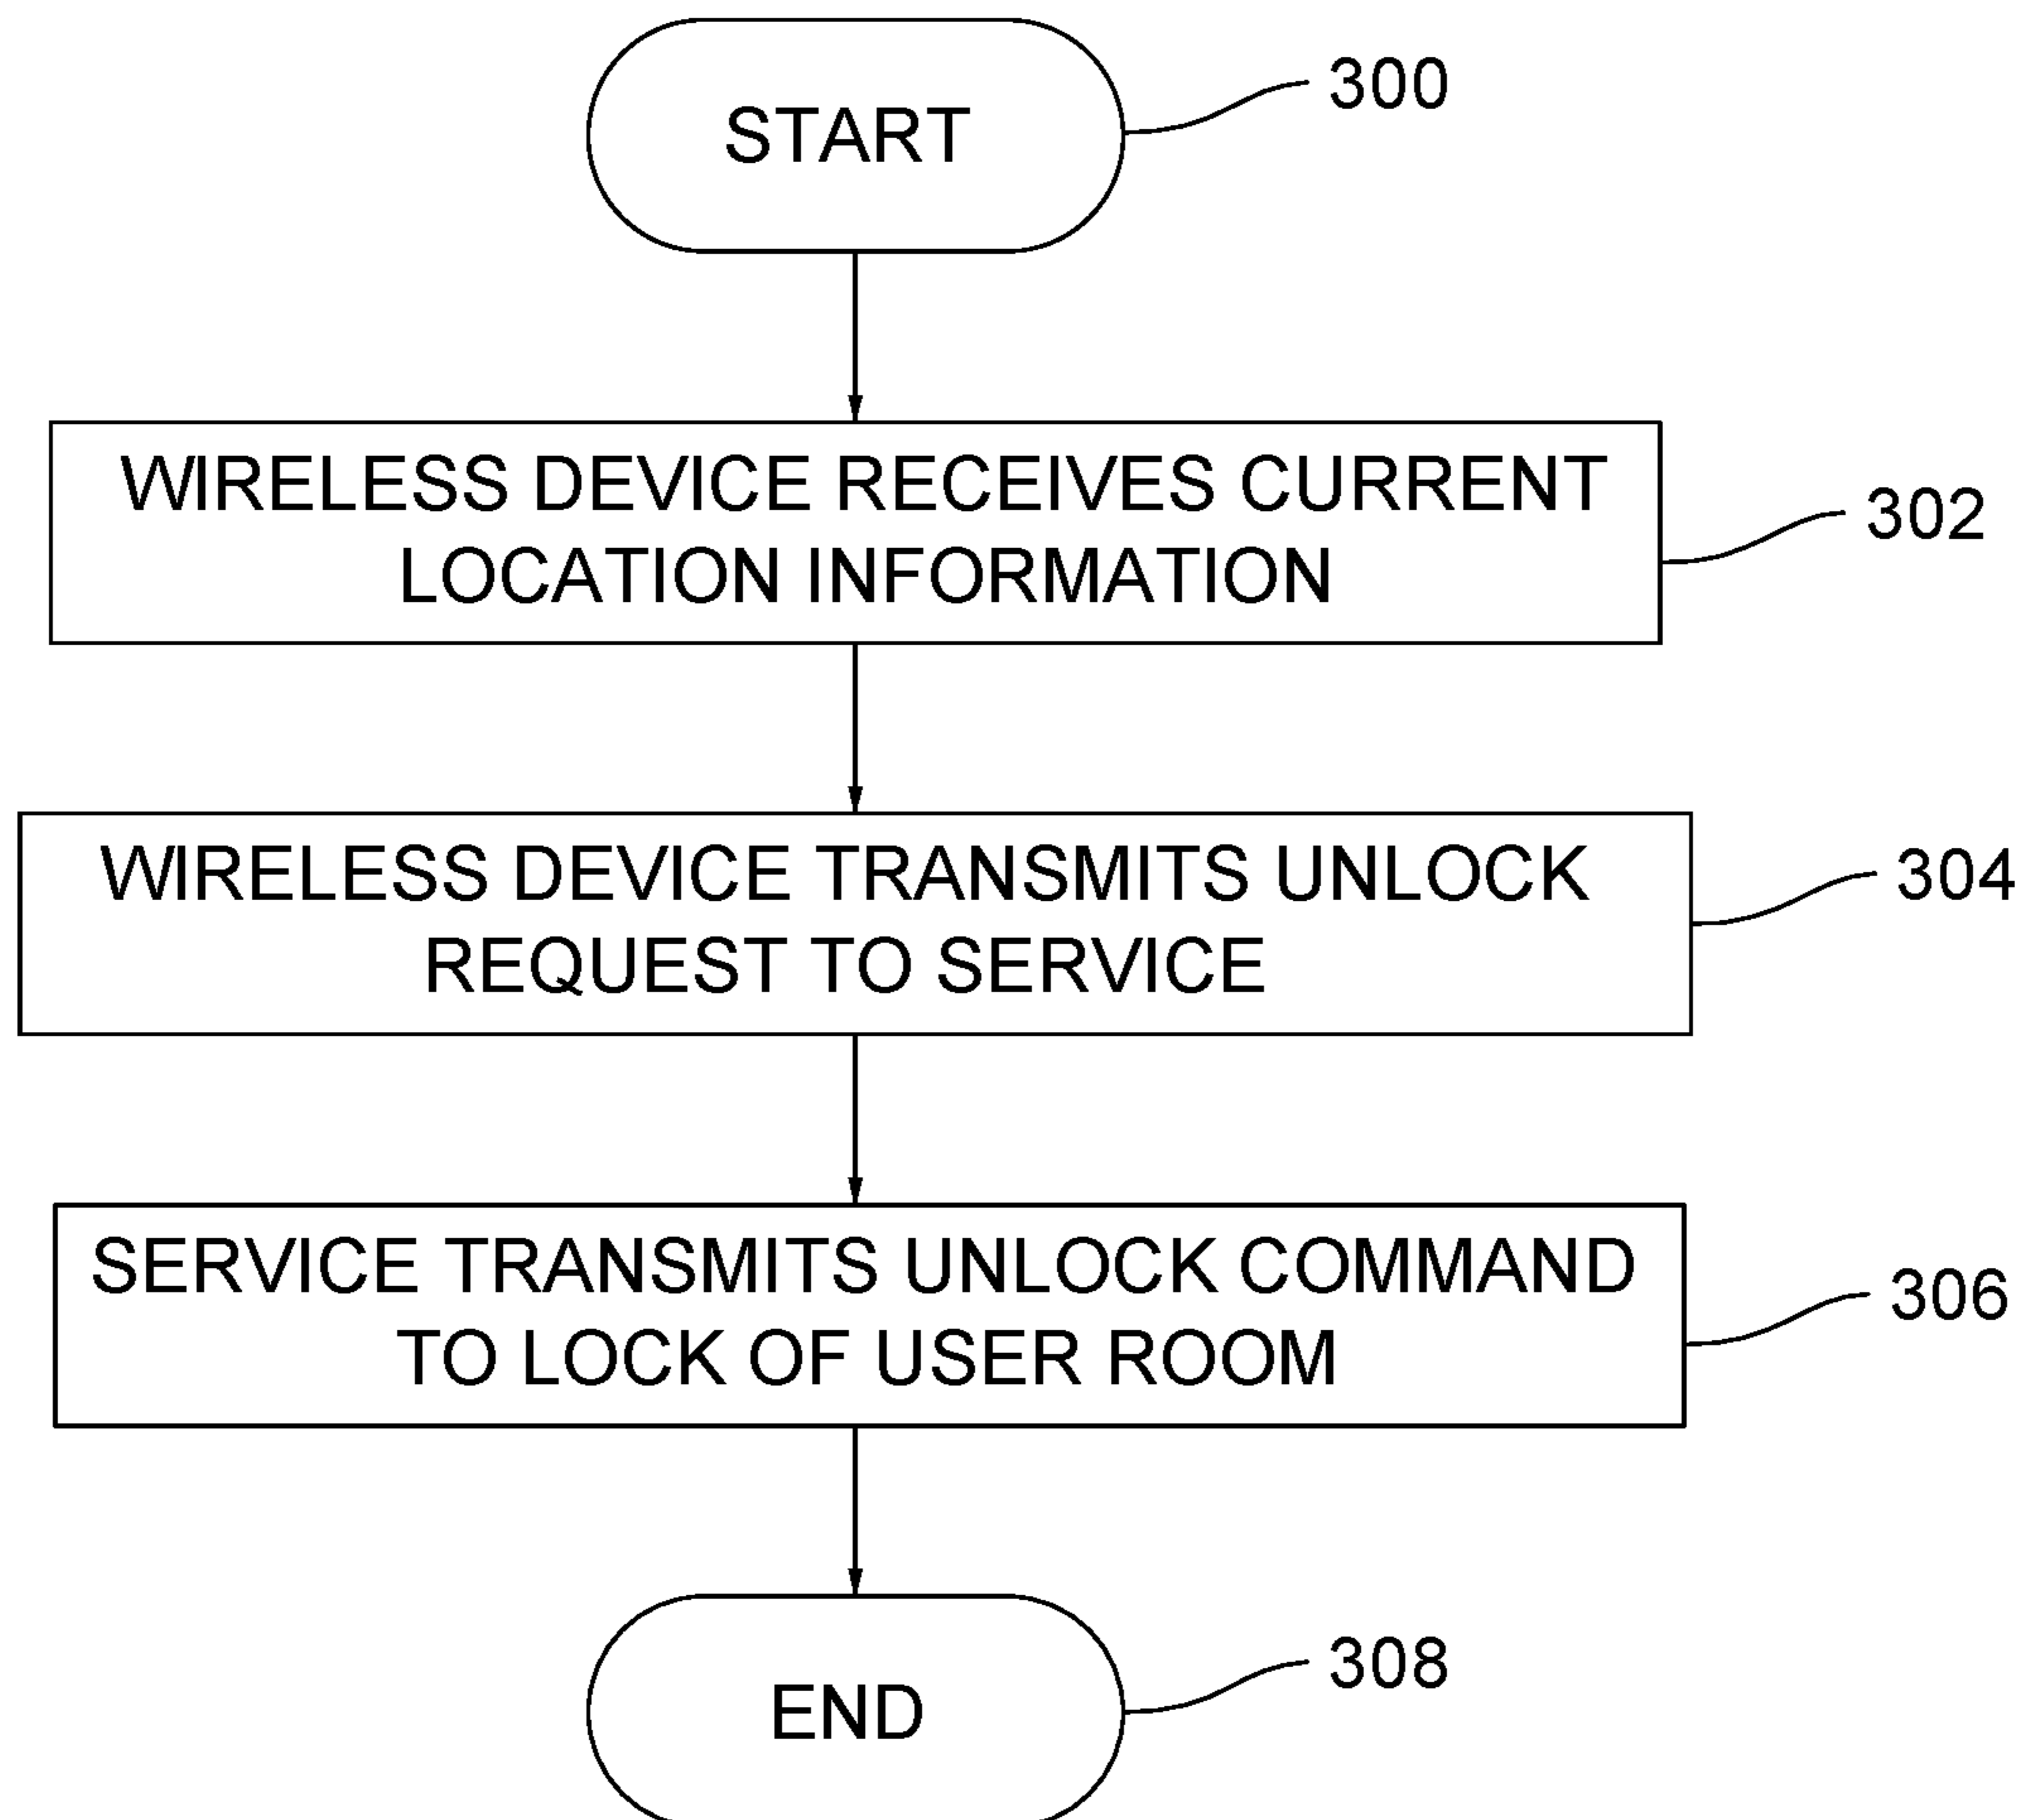 START
300
WIRELESS DEVICE RECEIVES CURRENT
LOCATION INFORMATION
302
WIRELESS DEVICE TRANSMITS UNLOCK
REQUEST TO SERVICE
304
SERVICE TRANSMITS UNLOCK COMMAND
TO LOCK OF USER ROOM
306
END
308